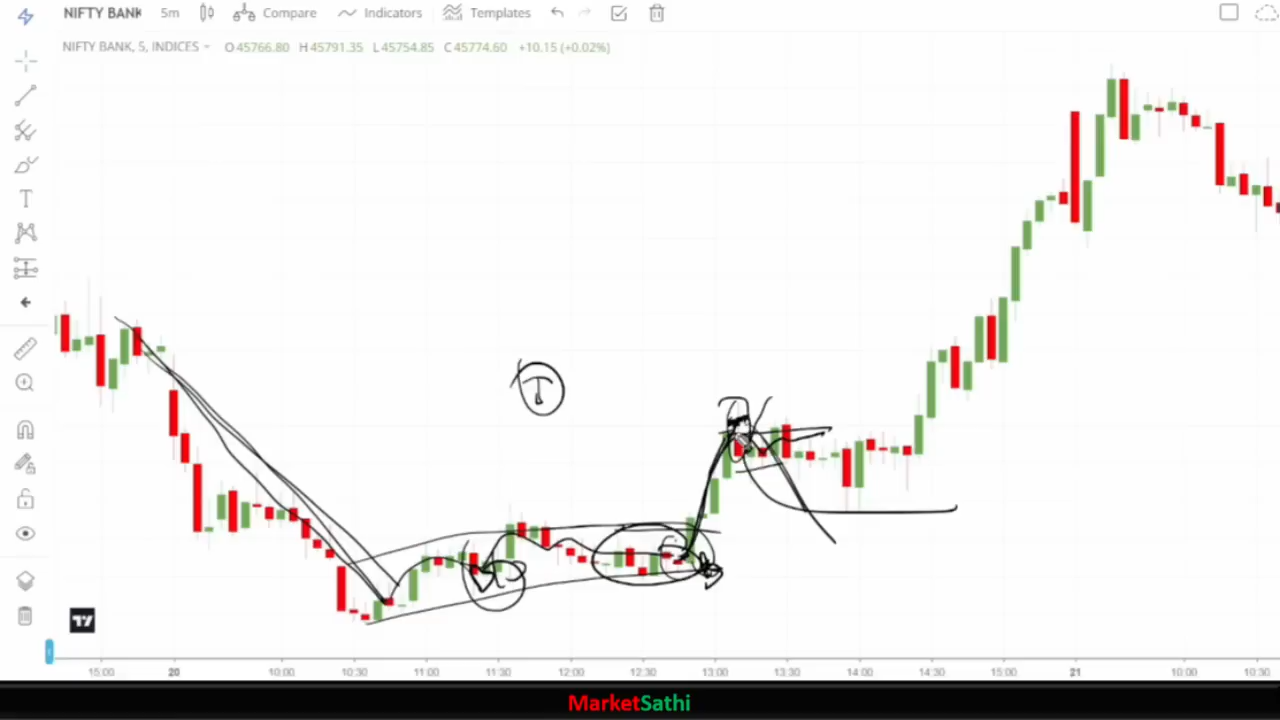 NIFTY BANK 5m Compare Indicators Templates
NIFTY BANK, 5, INDICES O45766.80 H45791.35 L45754.85 C45774.60 +10.15 (+0.02%)
T
I
15:00 20 10:00 10:30 11:00 11:30 12:00 12:30 13:00 13:30 14:00 14:30 15:00 21 10:00 10:30
MarketSathi